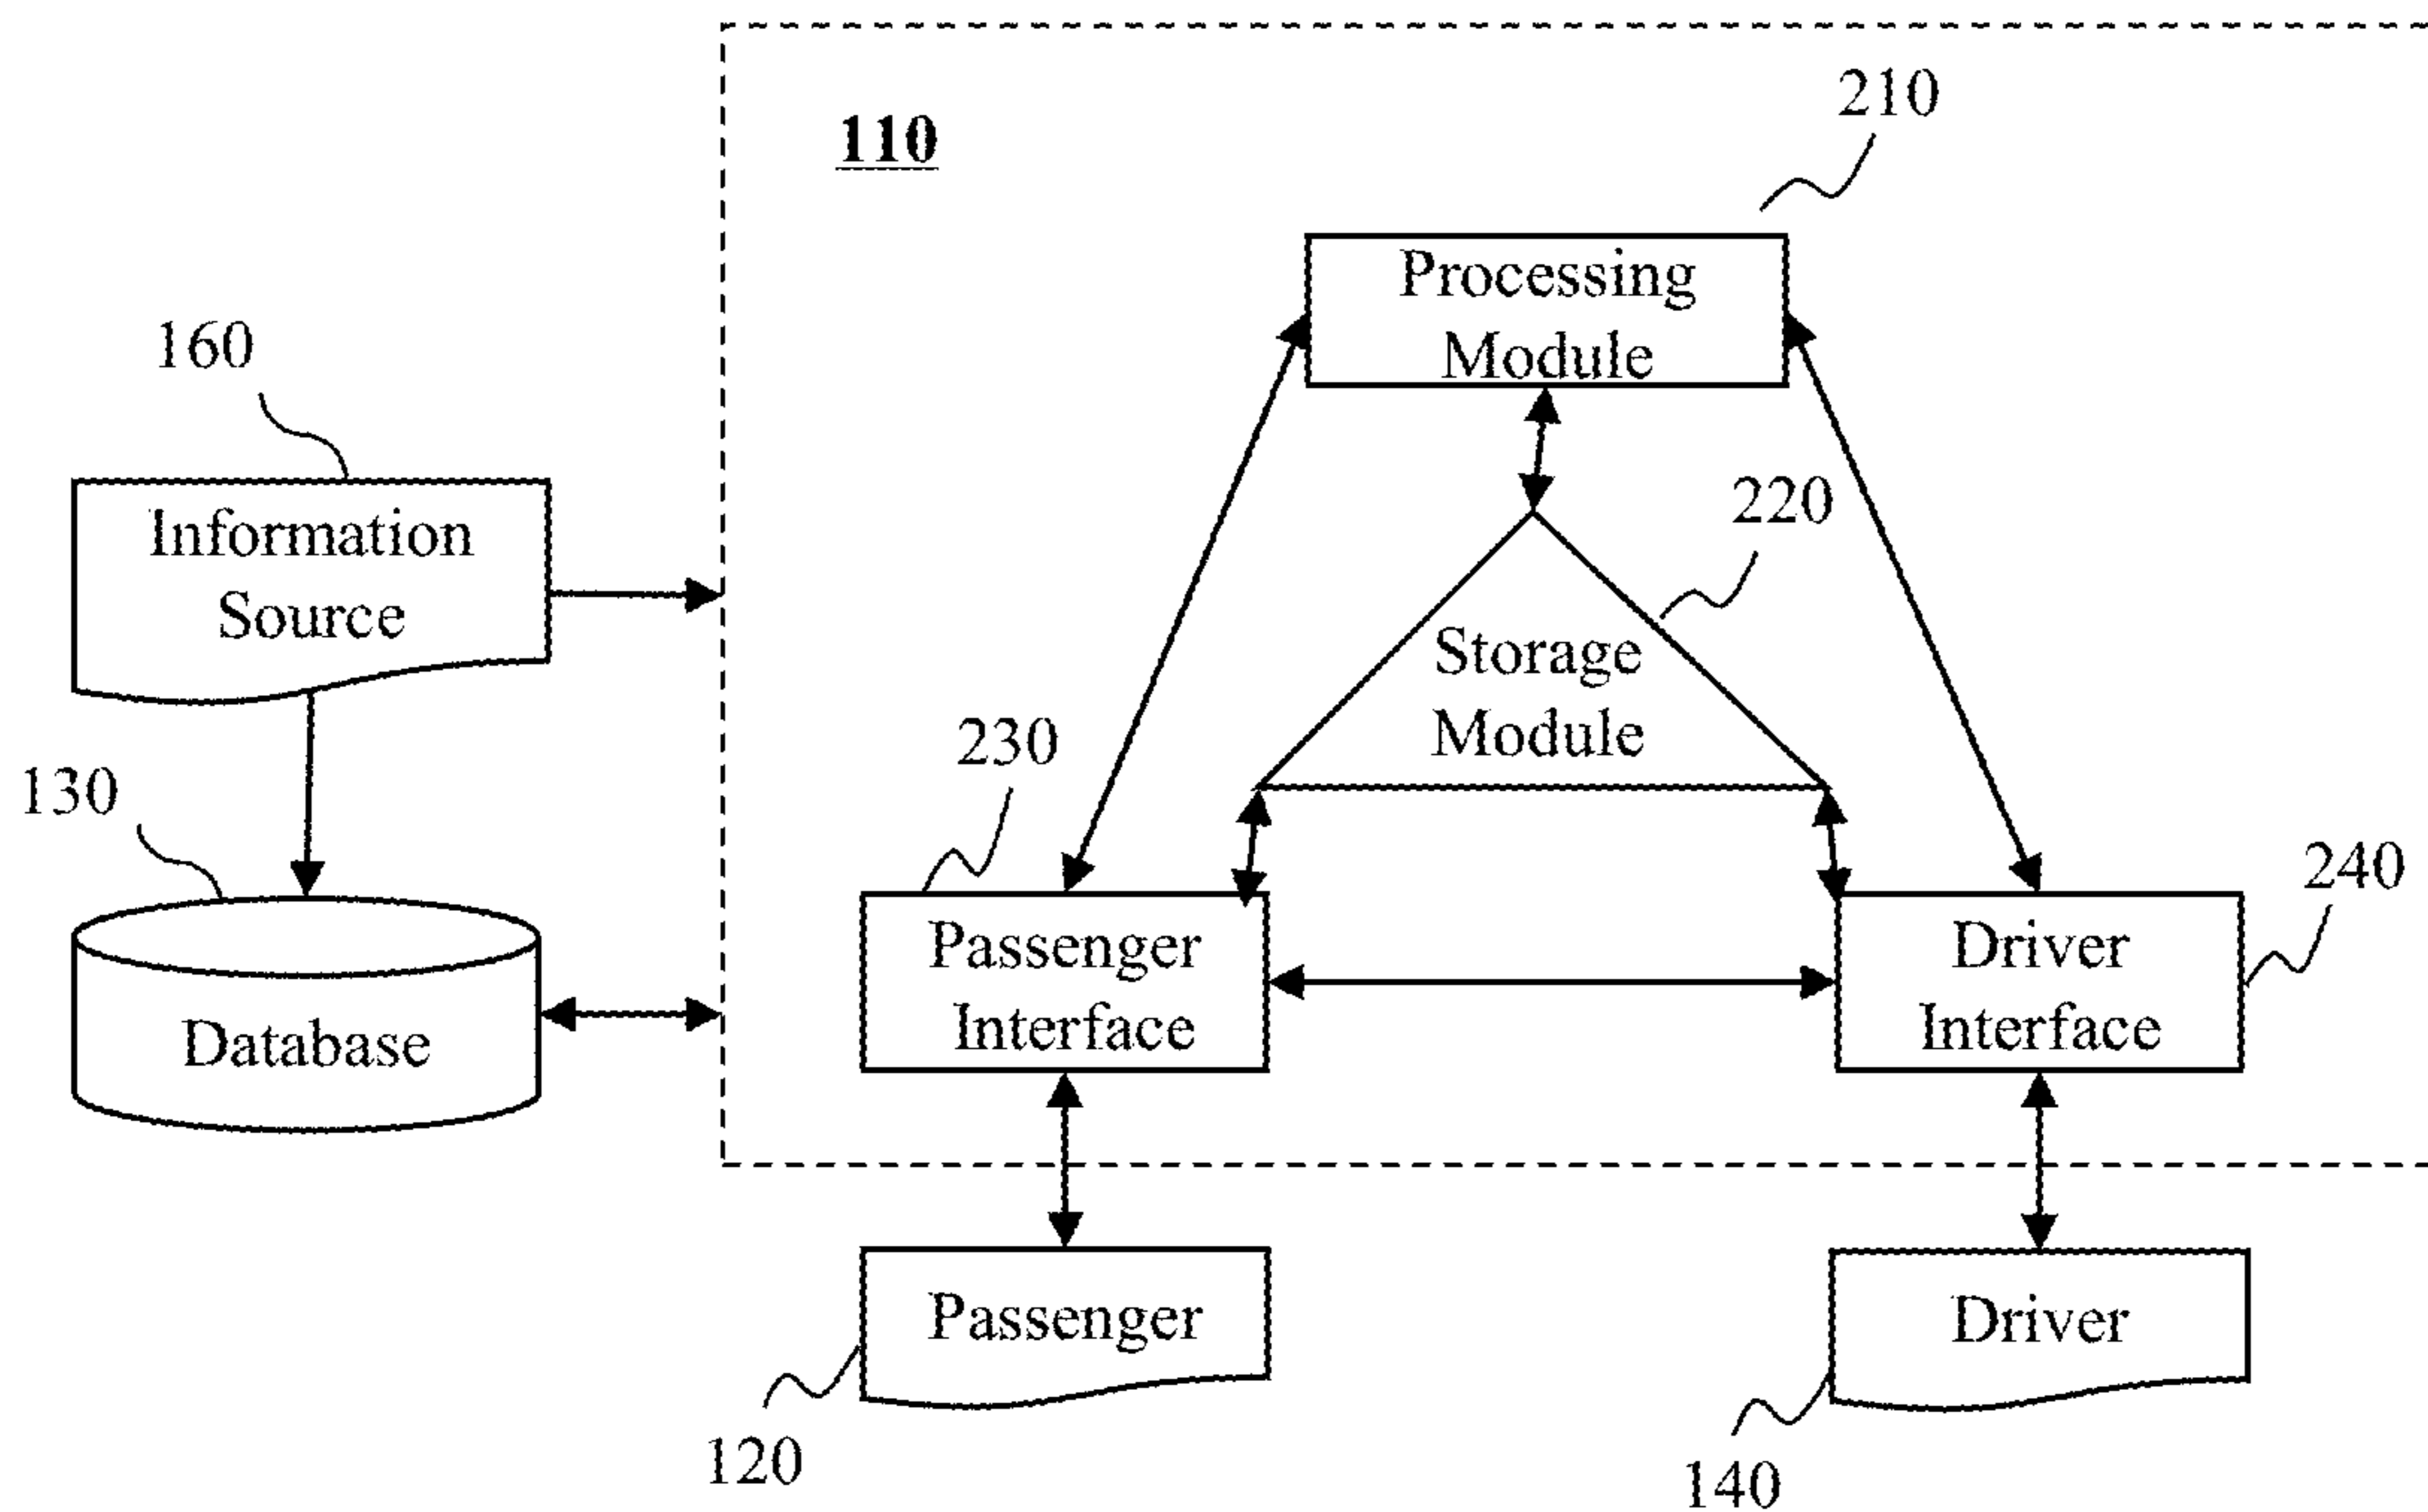 210
110
Processing
Module
160
Information
Source
220
Storage
Module
230
130
240
Passenger
Interface
Driver
Interface
Database
Passenger
Driver
120
140